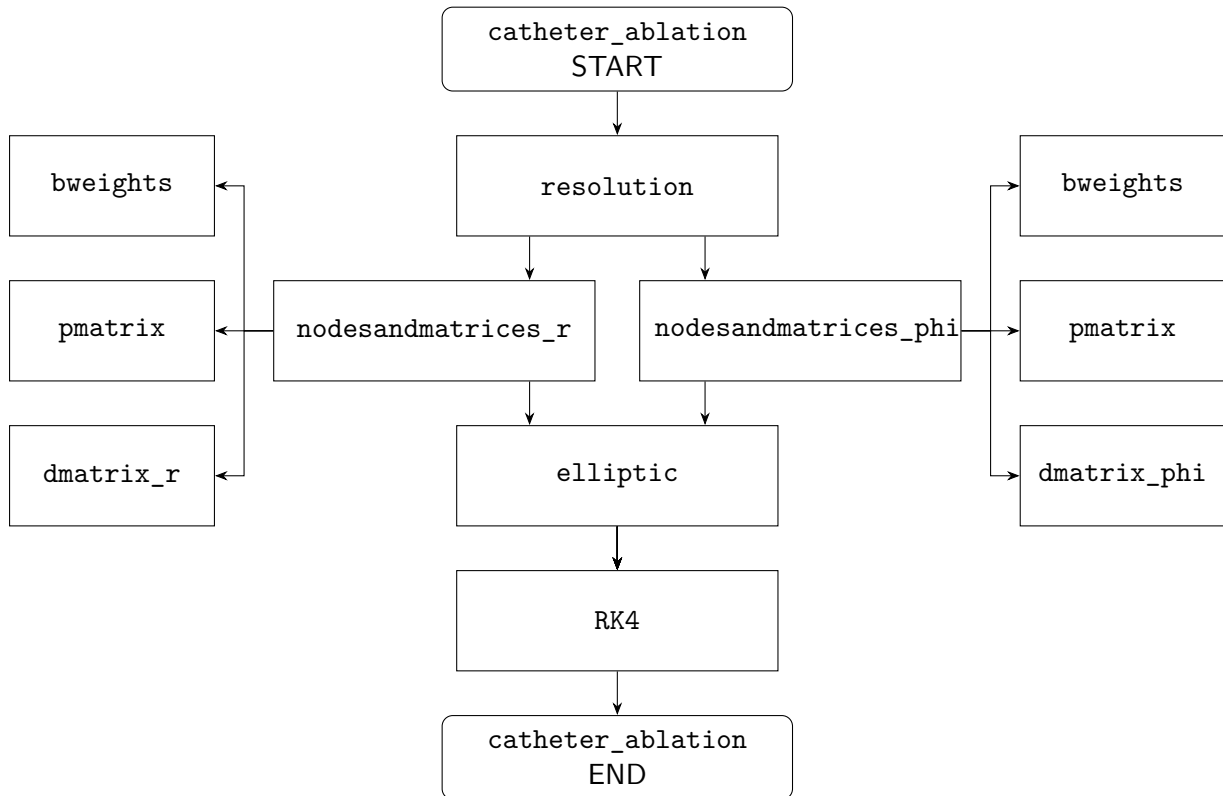 catheter_ablation
START
bweights
resolution
bweights
pmatrix
nodesandmatrices_r
nodesandmatrices_phi
pmatrix
dmatrix_r
elliptic
dmatrix_phi
RK4
catheter_ablation
END